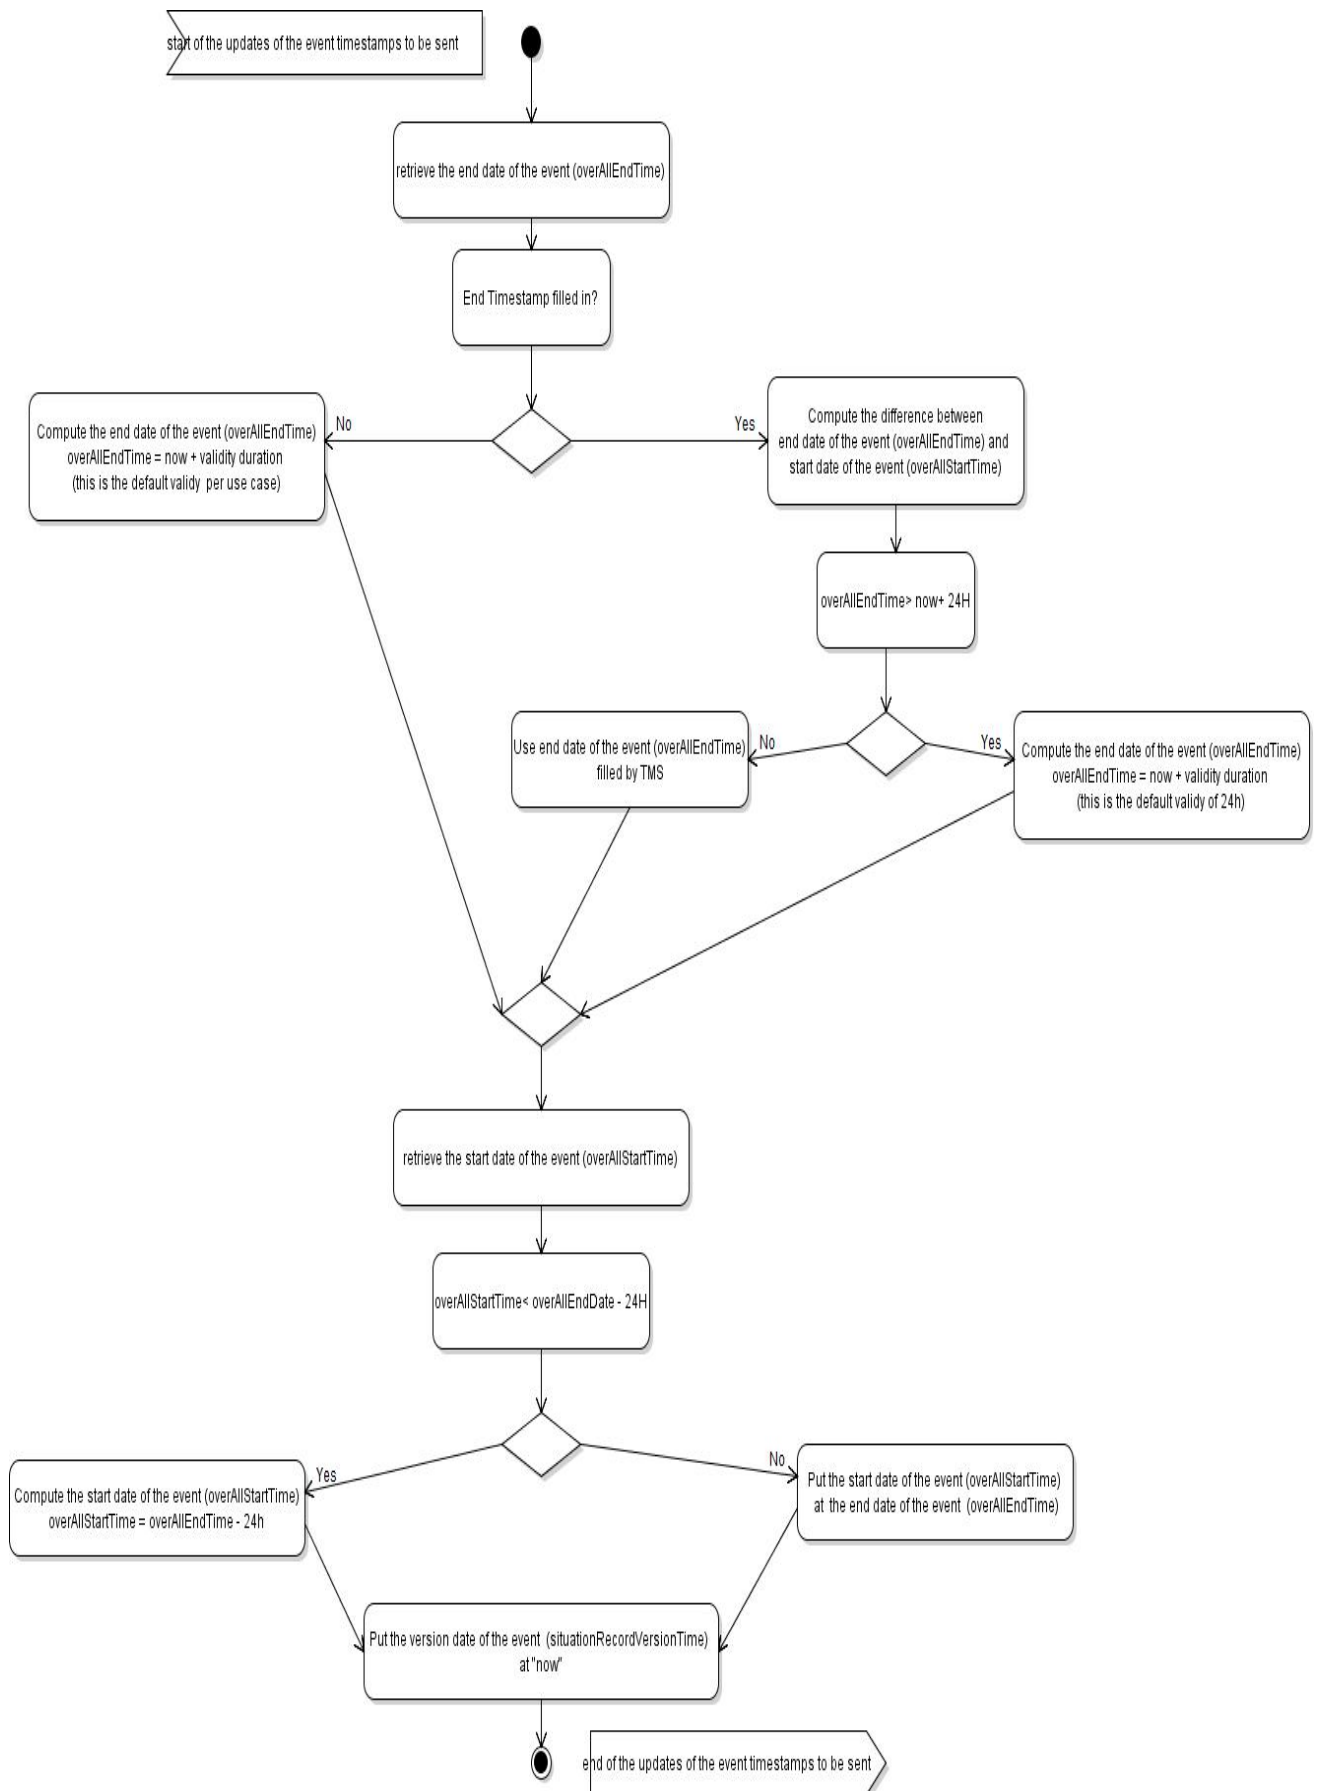 start of the updates of the event timestamps to be sent
retrieve the end date of the event (overAllEndTime)
End Timestamp filled in?
No
Yes
Compute the end date of the event (overAllEndTime)
overAllEndTime = now + validity duration
(this is the default validy per use case)
Compute the difference between
end date of the event (overAllEndTime) and
start date of the event (overAllStartTime)
overAllEndTime> now+ 24H
No
Yes
Use end date of the event (overAllEndTime)
filled by TMS
Compute the end date of the event (overAllEndTime)
overAllEndTime = now + validity duration
(this is the default validy of 24h)
retrieve the start date of the event (overAllStartTime)
overAllStartTime< overAllEndDate - 24H
Yes
No
Compute the start date of the event (overAllStartTime)
overAllStartTime = overAllEndTime - 24h
Put the start date of the event (overAllStartTime)
at the end date of the event (overAllEndTime)
Put the version date of the event (situationRecordVersionTime)
at "now"
end of the updates of the event timestamps to be sent